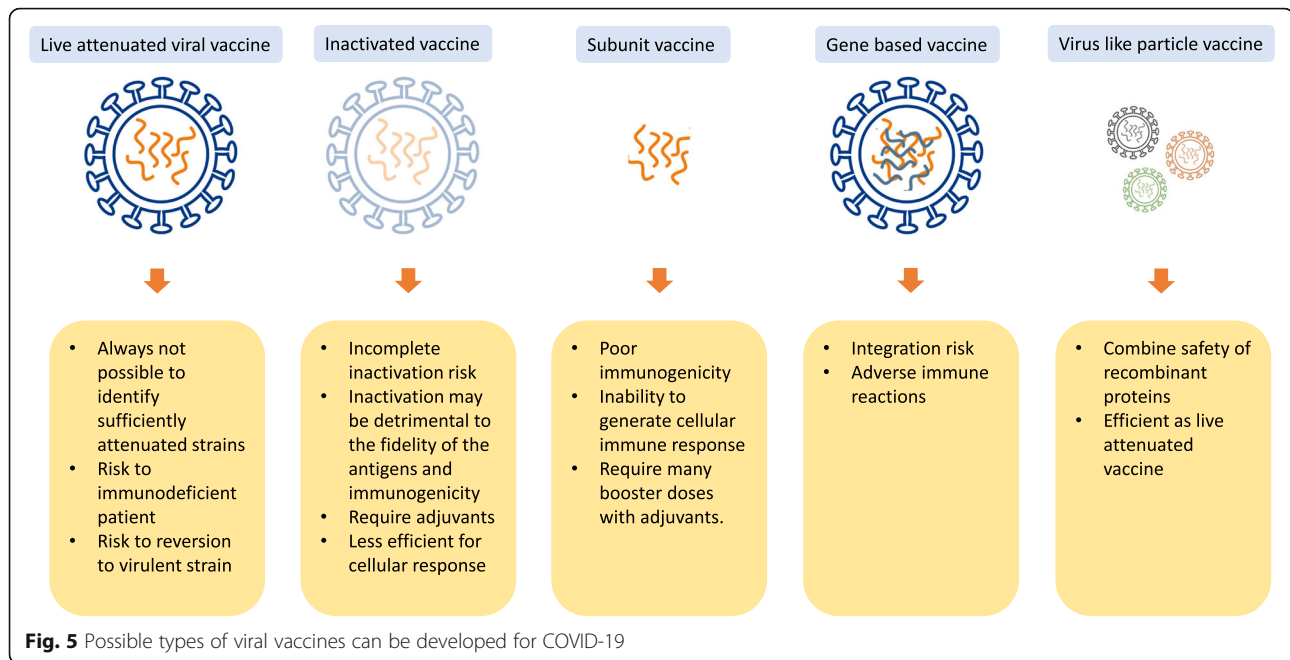 Live attenuated viral vaccine
Inactivated vaccine
Subunit vaccine
Gene based vaccine
Virus like particle vaccine
• Always not
possible to
identify
sufficiently
attenuated strains
• Risk to
immunodeficient
patient
• Risk to reversion
to virulent strain
• Incomplete
inactivation risk
• Inactivation may
be detrimental to
the fidelity of the
antigens and
immunogenicity
• Require adjuvants
• Less efficient for
cellular response
• Poor
immunogenicity
• Inability to
generate cellular
immune response
• Require many
booster doses
with adjuvants.
• Integration risk
• Adverse immune
reactions
• Combine safety of
recombinant
proteins
• Efficient as live
attenuated
vaccine
Fig. 5 Possible types of viral vaccines can be developed for COVID-19